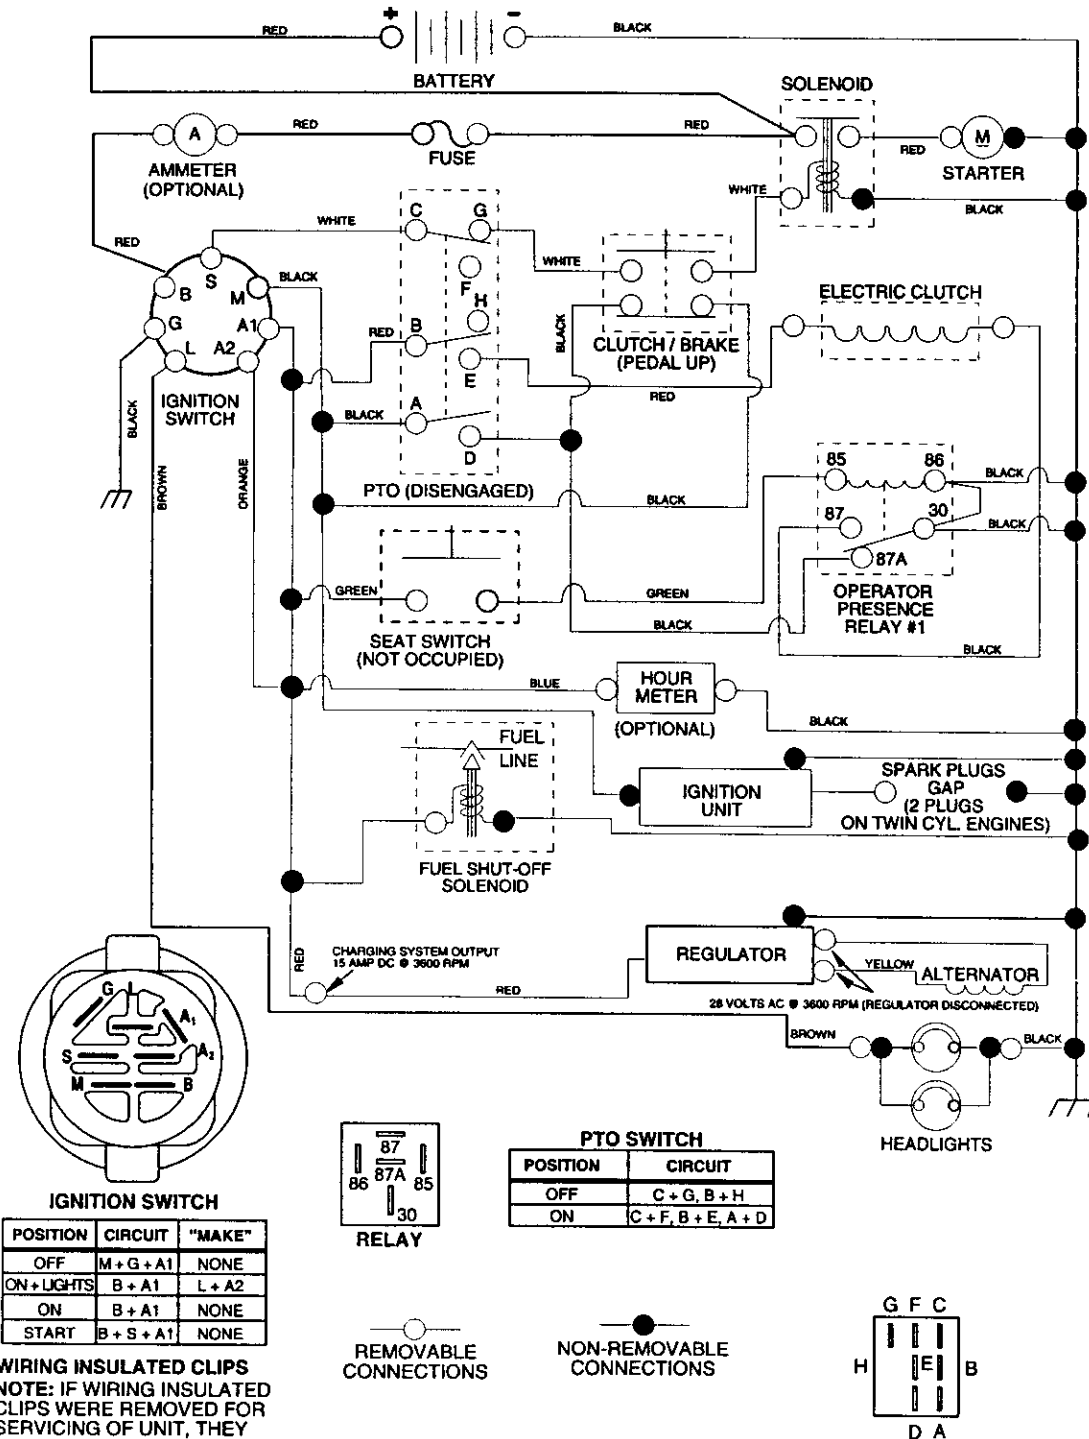 +
-
RED
BLACK
BATTERY
SOLENOID
A
RED
RED
FUSE
AMMETER
(OPTIONAL)
M
RED
STARTER
WHITE
BLACK
C
G
WHITE
RED
S
B
M
BLACK
F
WHITE
H
G
A1
L
A2
RED
B
E
BLACK
CLUTCH / BRAKE
(PEDAL UP)
ELECTRIC CLUTCH
IGNITION
SWITCH
RED
BLACK
A
BLACK
D
BROWN
ORANGE
PTO (DISENGAGED)
BLACK
85
86
BLACK
87
30
BLACK
87A
OPERATOR
PRESENCE
RELAY #1
GREEN
GREEN
SEAT SWITCH
(NOT OCCUPIED)
BLACK
BLACK
BLUE
HOUR
METER
(OPTIONAL)
BLACK
FUEL
LINE
IGNITION
UNIT
SPARK PLUGS
GAP
(2 PLUGS
ON TWIN CYL. ENGINES)
FUEL SHUT-OFF
SOLENOID
RED
CHARGING SYSTEM OUTPUT
15 AMP DC @ 3600 RPM
RED
REGULATOR
YELLOW
ALTERNATOR
28 VOLTS AC @ 3600 RPM (REGULATOR DISCONNECTED)
BROWN
BLACK
HEADLIGHTS
G
L
A1
S
A2
M
B
IGNITION SWITCH
POSITION CIRCUIT "MAKE"
OFF M + G + A1 NONE
ON + LIGHTS B + A1 L + A2
ON B + A1 NONE
START B + S + A1 NONE
87
86 87A 85
30
RELAY
PTO SWITCH
POSITION CIRCUIT
OFF C + G, B + H
ON C + F, B + E, A + D
WIRING INSULATED CLIPS
NOTE: IF WIRING INSULATED
CLIPS WERE REMOVED FOR
SERVICING OF UNIT, THEY
REMOVABLE
CONNECTIONS
NON-REMOVABLE
CONNECTIONS
G F C
H E B
D A